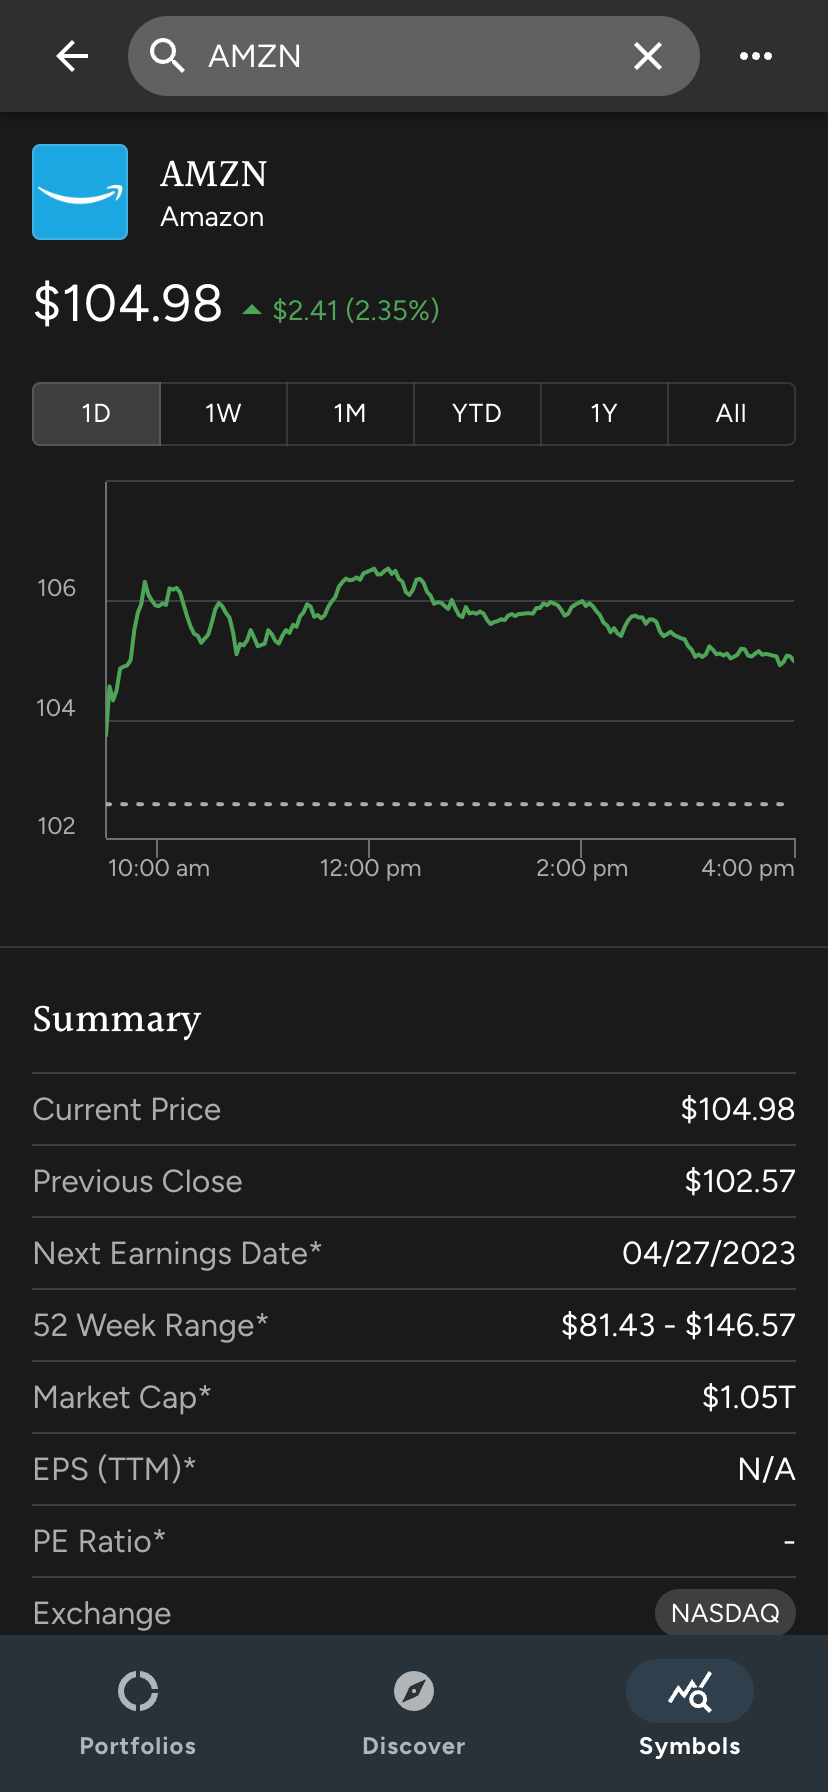 AMZN
AMZN
Amazon
$104.98 $2.41 (2.35%)
1D 1W 1M YTD 1Y All
106
104
102
10:00 am 12:00 pm 2:00 pm 4:00 pm
Summary
Current Price $104.98
Previous Close $102.57
Next Earnings Date* 04/27/2023
52 Week Range* $81.43 - $146.57
Market Cap* $1.05T
EPS (TTM)* N/A
PE Ratio* -
Exchange NASDAQ
Portfolios Discover Symbols